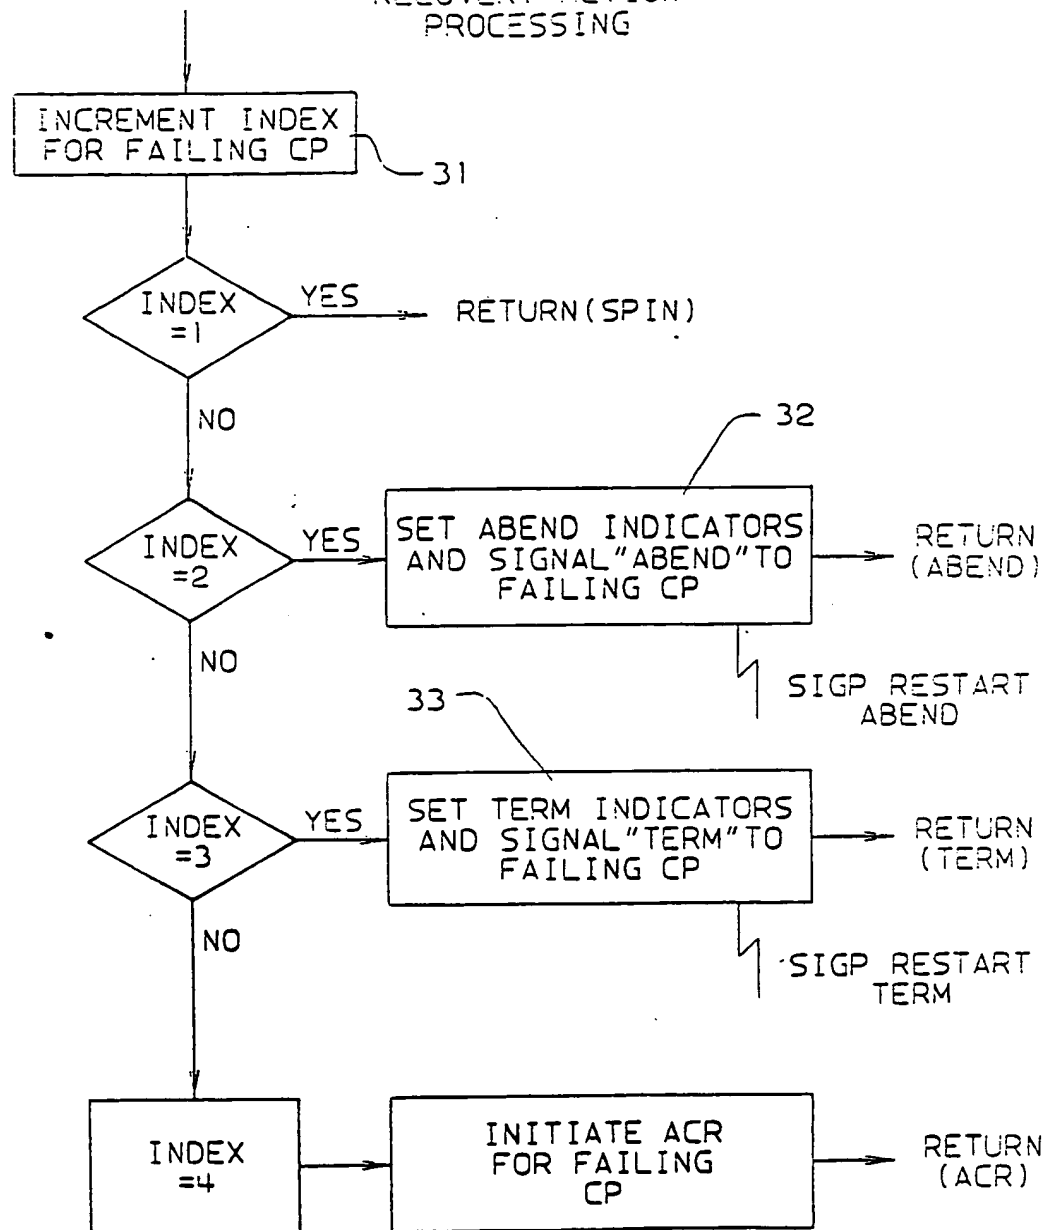 RECOVERY ACTION
PROCESSING
INCREMENT INDEX
FOR FAILING CP
31
INDEX
=1
YES
RETURN(SPIN)
NO
32
INDEX
=2
YES
SET ABEND INDICATORS
AND SIGNAL"ABEND"TO
FAILING CP
RETURN
(ABEND)
NO
SIGP RESTART
ABEND
33
INDEX
=3
YES
SET TERM INDICATORS
AND SIGNAL"TERM"TO
FAILING CP
RETURN
(TERM)
NO
SIGP RESTART
TERM
INDEX
=4
INITIATE ACR
FOR FAILING
CP
RETURN
(ACR)